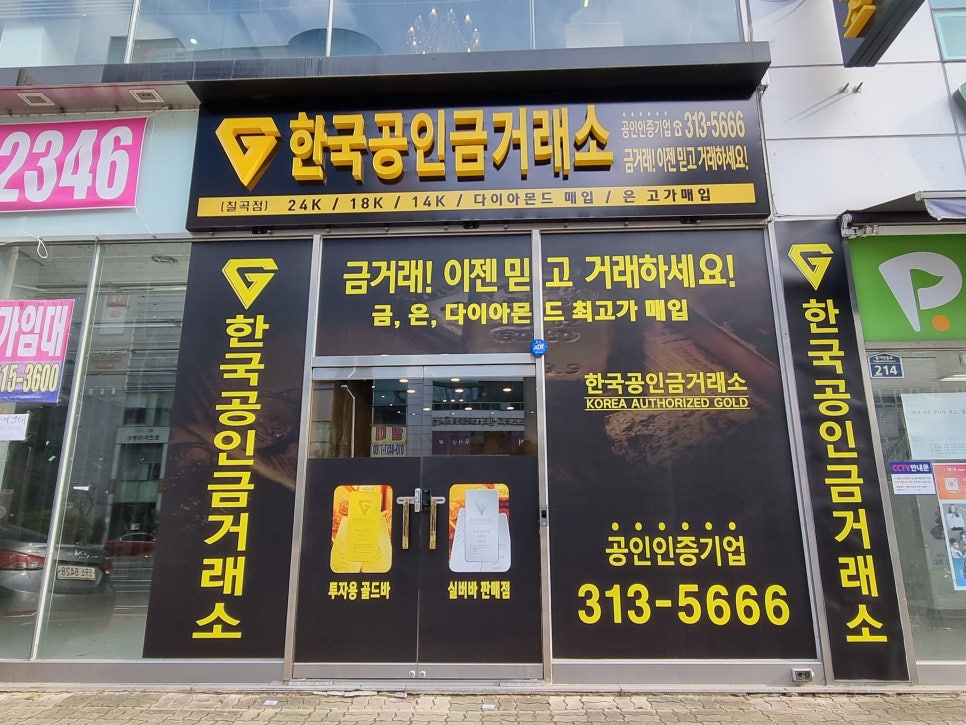 2346
한국공인금거래소
공인인증기업 ☎ 313-5666
금거래! 이젠 믿고 거래하세요!
[칠곡점] 24K / 18K / 14K / 다이아몬드 매입 / 은 고가매입
가임대
15-3600
한국공인금거래소
금거래! 이젠 믿고 거래하세요!
금, 은, 다이아몬드 최고가 매입
한국공인금거래소
KOREA AUTHORIZED GOLD
투자용 골드바
실버바 판매점
공인인증기업
313-5666
한국공인금거래소
214
CCTV안내문
8428